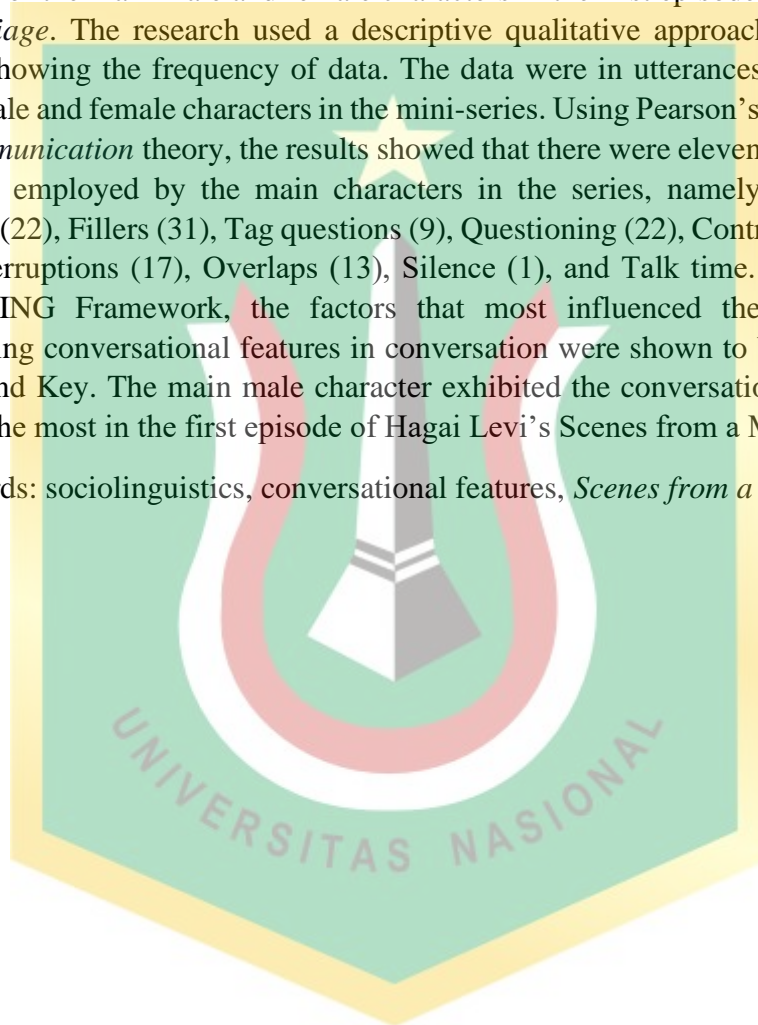 iage. The research used a descriptive qualitative approach
howing the frequency of data. The data were in utterances
ale and female characters in the mini-series. Using Pearson's
munication theory, the results showed that there were eleven
employed by the main characters in the series, namely
(22), Fillers (31), Tag questions (9), Questioning (22), Contr
erruptions (17), Overlaps (13), Silence (1), and Talk time.
ING Framework, the factors that most influenced the
ing conversational features in conversation were shown to
nd Key. The main male character exhibited the conversatio
he most in the first episode of Hagai Levi's Scenes from a M
ds: sociolinguistics, conversational features, Scenes from a
UNIVERSITAS NASIONAL